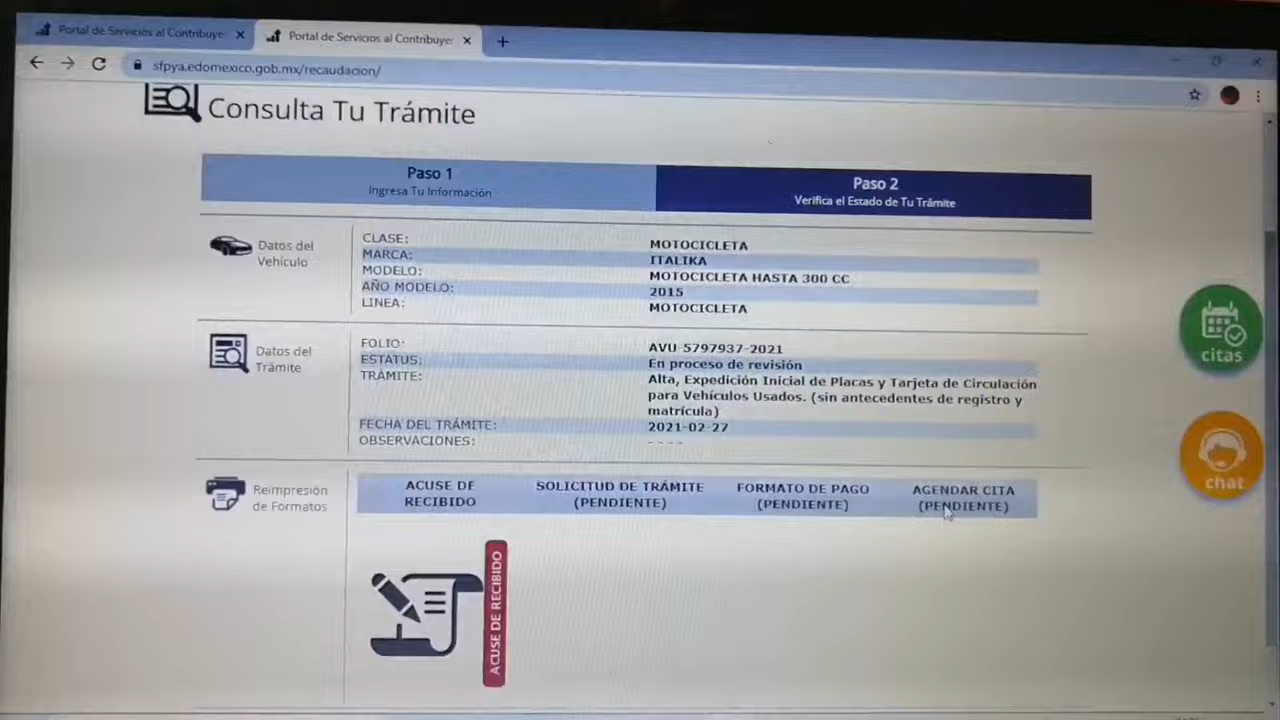 Portal de Servicios al Contribuye
Portal de Servicios al Contribuye
sfpya.edomexico.gob.mx/recaudacion/
Consulta Tu Trámite
Paso 1
Ingresa Tu Información
Paso 2
Verifica el Estado de Tu Trámite
Datos del
Vehículo
CLASE: MOTOCICLETA
MARCA: ITALIKA
MODELO: MOTOCICLETA HASTA 300 CC
AÑO MODELO: 2015
LINEA: MOTOCICLETA
Datos del
Trámite
FOLIO: AVU-5797937-2021
ESTATUS: En proceso de revisión
TRÁMITE: Alta, Expedición Inicial de Placas y Tarjeta de Circulación
para Vehículos Usados. (sin antecedentes de registro y
matrícula)
FECHA DEL TRÁMITE: 2021-02-27
OBSERVACIONES: - - - -
citas
chat
Reimpresión
de Formatos
ACUSE DE
RECIBIDO
SOLICITUD DE TRÁMITE
(PENDIENTE)
FORMATO DE PAGO
(PENDIENTE)
AGENDAR CITA
(PENDIENTE)
ACUSE DE RECIBIDO